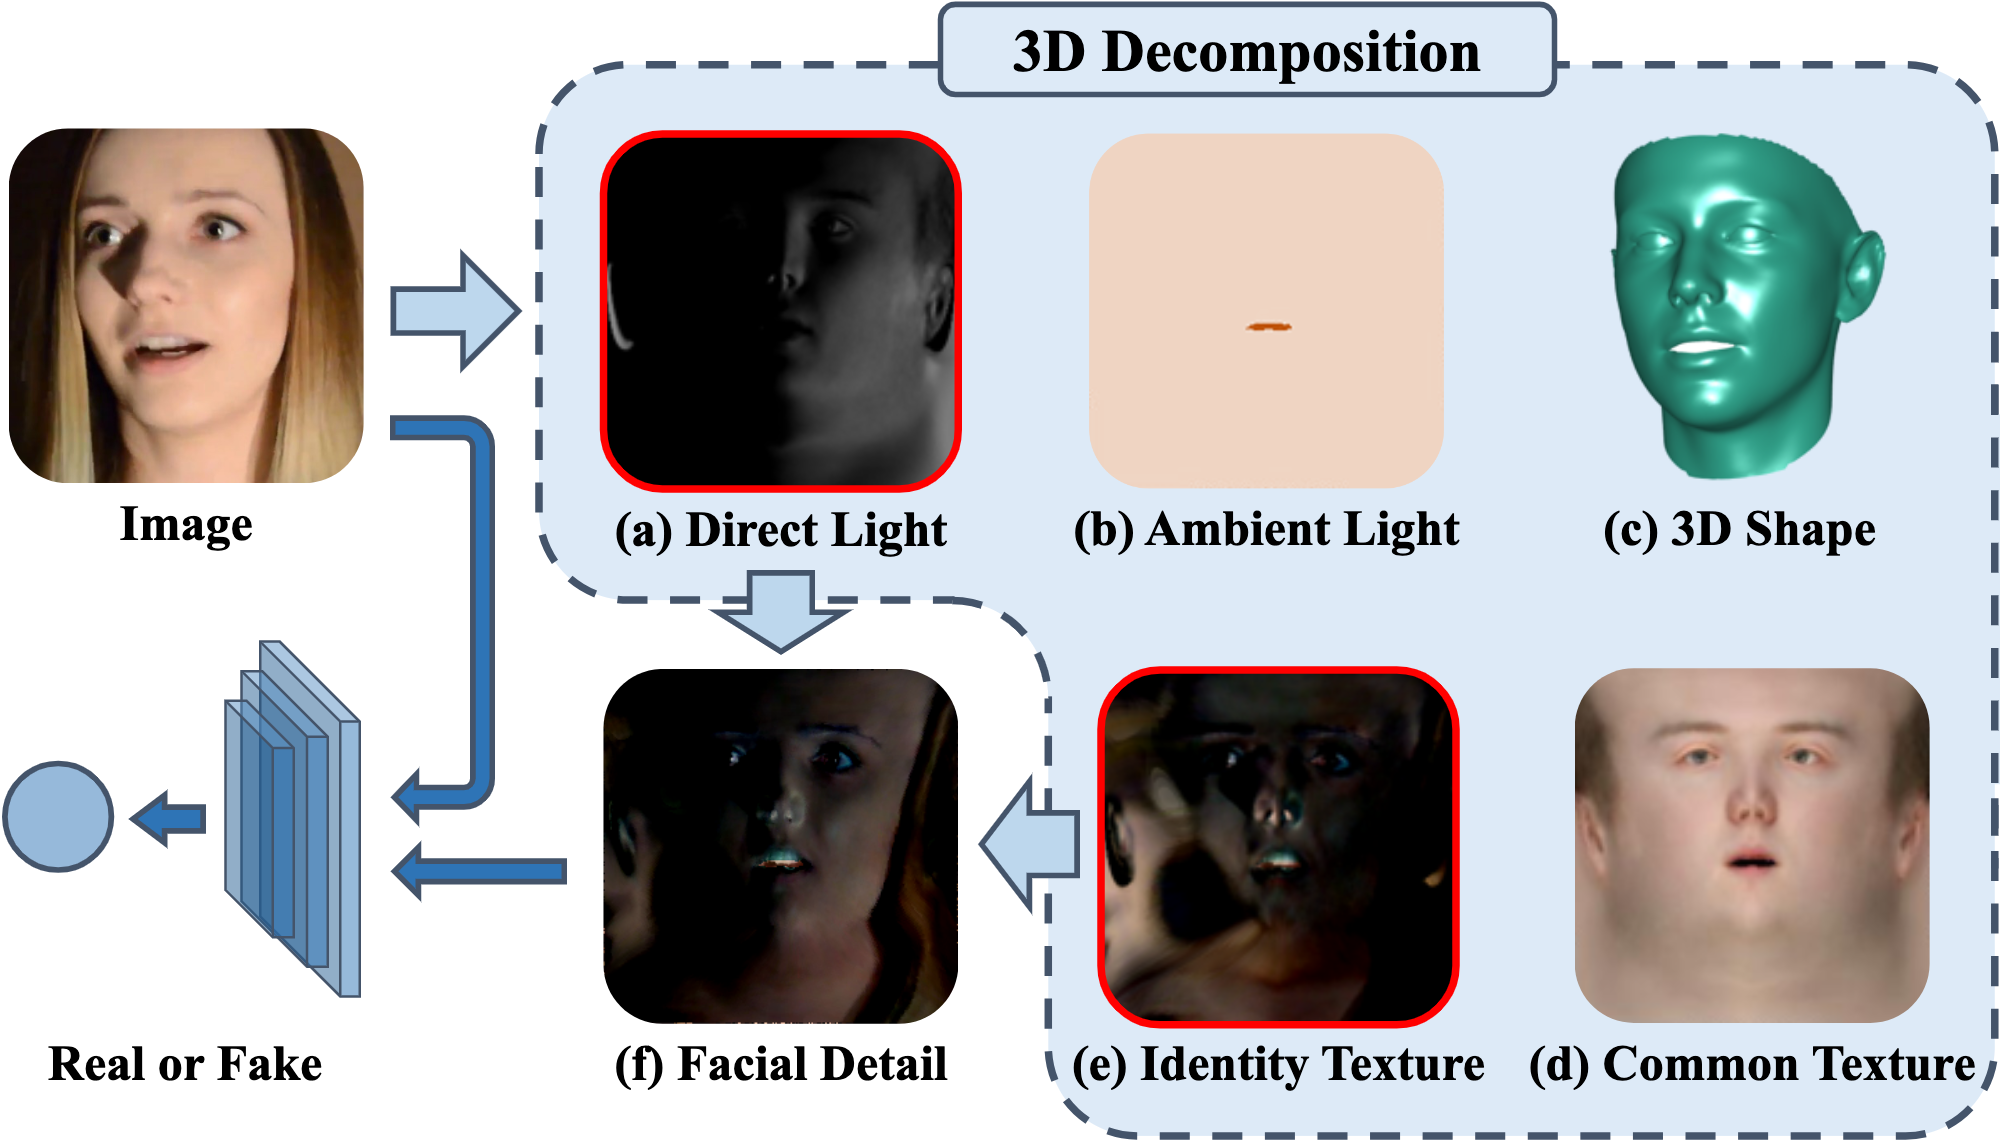 3D Decomposition
Image
(a) Direct Light
(b) Ambient Light
(c) 3D Shape
Real or Fake
(f) Facial Detail
(e) Identity Texture
(d) Common Texture